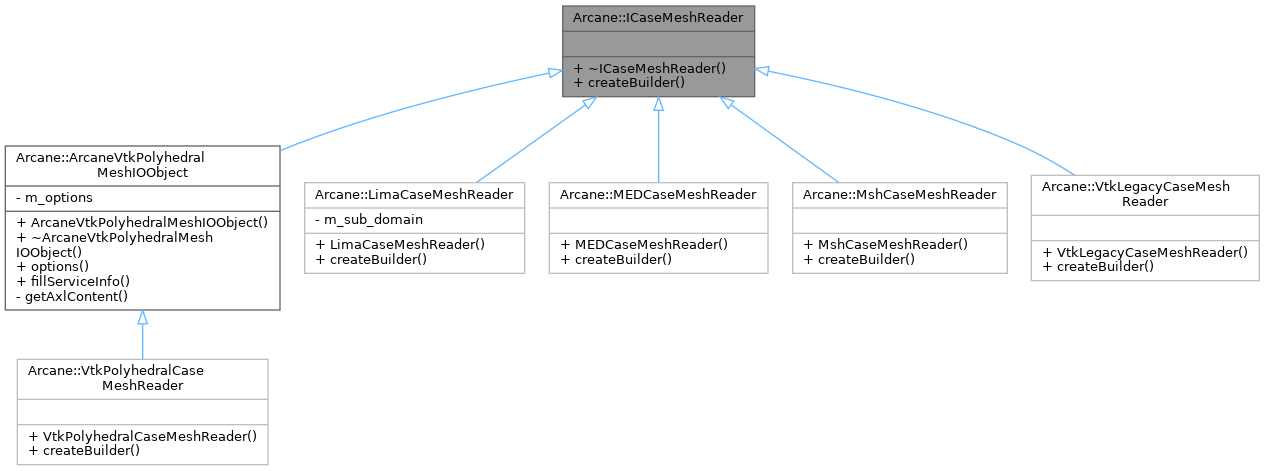 Arcane::ICaseMeshReader
+ ~ICaseMeshReader()
+ createBuilder()
Arcane::ArcaneVtkPolyhedral
MeshIOObject
- m_options
+ ArcaneVtkPolyhedralMeshIOObject()
+ ~ArcaneVtkPolyhedralMesh
IOObject()
+ options()
+ fillServiceInfo()
- getAxlContent()
Arcane::LimaCaseMeshReader
- m_sub_domain
+ LimaCaseMeshReader()
+ createBuilder()
Arcane::MEDCaseMeshReader
+ MEDCaseMeshReader()
+ createBuilder()
Arcane::MshCaseMeshReader
+ MshCaseMeshReader()
+ createBuilder()
Arcane::VtkLegacyCaseMesh
Reader
+ VtkLegacyCaseMeshReader()
+ createBuilder()
Arcane::VtkPolyhedralCase
MeshReader
+ VtkPolyhedralCaseMeshReader()
+ createBuilder()